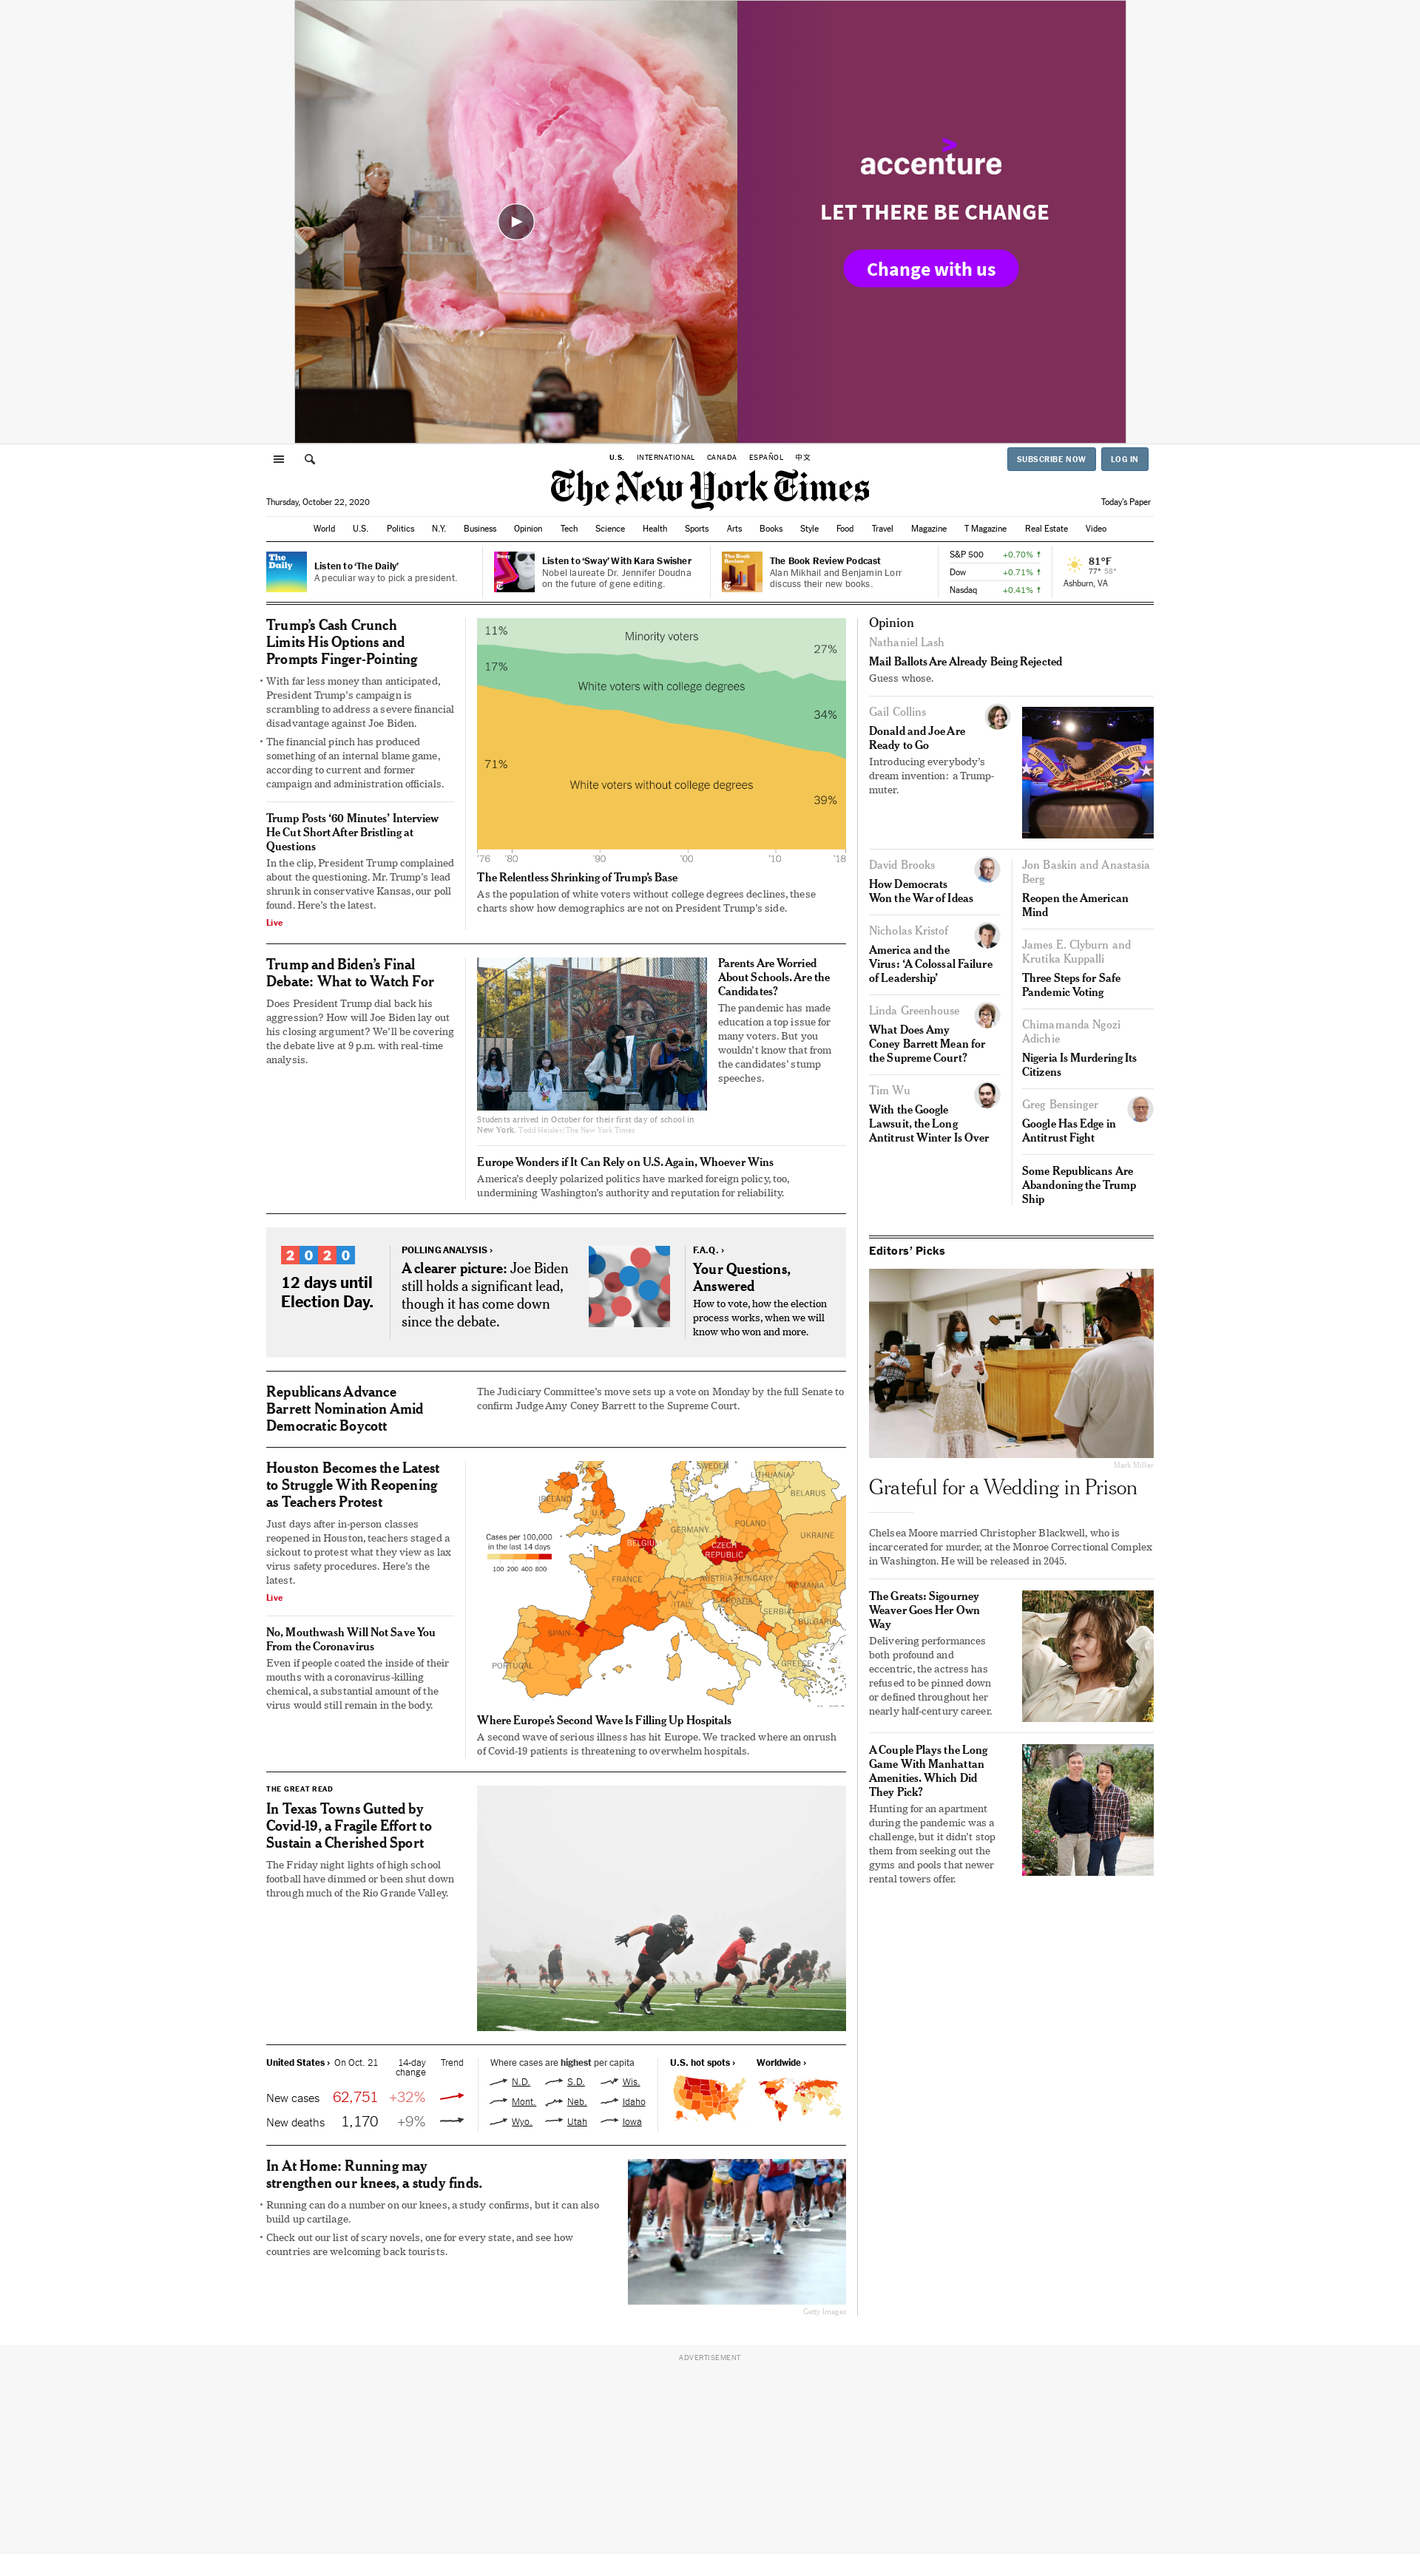 accenture
LET THERE BE CHANGE
Change with us
U.S. INTERNATIONAL CANADA ESPAÑOL 中文
SUBSCRIBE NOW LOG IN
The New York Times
Thursday, October 22, 2020
Today's Paper
World U.S. Politics N.Y. Business Opinion Tech Science Health Sports Arts Books Style Food Travel Magazine T Magazine Real Estate Video
The
Daily
Listen to 'The Daily'
A peculiar way to pick a president.
Sway
Listen to 'Sway' With Kara Swisher
Nobel laureate Dr. Jennifer Doudna
on the future of gene editing.
The Book
Review
The Book Review Podcast
Alan Mikhail and Benjamin Lorr
discuss their new books.
S&P 500 +0.70% ↑
Dow +0.71% ↑
Nasdaq +0.41% ↑
81°F
77° 55°
Ashburn, VA
Trump's Cash Crunch
Limits His Options and
Prompts Finger-Pointing
• With far less money than anticipated,
President Trump's campaign is
scrambling to address a severe financial
disadvantage against Joe Biden.
• The financial pinch has produced
something of an internal blame game,
according to current and former
campaign and administration officials.
Trump Posts '60 Minutes' Interview
He Cut Short After Bristling at
Questions
In the clip, President Trump complained
about the questioning. Mr. Trump's lead
shrunk in conservative Kansas, our poll
found. Here's the latest.
Live
11%
Minority voters
27%
17%
White voters with college degrees
34%
71%
White voters without college degrees
39%
'76 '80 '90 '00 '10 '18
The Relentless Shrinking of Trump's Base
As the population of white voters without college degrees declines, these
charts show how demographics are not on President Trump's side.
Trump and Biden's Final
Debate: What to Watch For
Does President Trump dial back his
aggression? How will Joe Biden lay out
his closing argument? We'll be covering
the debate live at 9 p.m. with real-time
analysis.
Students arrived in October for their first day of school in
New York. Todd Heisler/The New York Times
Parents Are Worried
About Schools. Are the
Candidates?
The pandemic has made
education a top issue for
many voters. But you
wouldn't know that from
the candidates' stump
speeches.
Europe Wonders if It Can Rely on U.S. Again, Whoever Wins
America's deeply polarized politics have marked foreign policy, too,
undermining Washington's authority and reputation for reliability.
2020
12 days until
Election Day.
POLLING ANALYSIS ›
A clearer picture: Joe Biden
still holds a significant lead,
though it has come down
since the debate.
F.A.Q. ›
Your Questions,
Answered
How to vote, how the election
process works, when we will
know who won and more.
Republicans Advance
Barrett Nomination Amid
Democratic Boycott
The Judiciary Committee's move sets up a vote on Monday by the full Senate to
confirm Judge Amy Coney Barrett to the Supreme Court.
Houston Becomes the Latest
to Struggle With Reopening
as Teachers Protest
Just days after in-person classes
reopened in Houston, teachers staged a
sickout to protest what they view as lax
virus safety procedures. Here's the
latest.
Live
No, Mouthwash Will Not Save You
From the Coronavirus
Even if people coated the inside of their
mouths with a coronavirus-killing
chemical, a substantial amount of the
virus would still remain in the body.
Cases per 100,000
in the last 14 days
100 200 400 800
SWEDEN
LITHUANIA
IRELAND
BELARUS
U.K.
POLAND
GERMANY
UKRAINE
BELGIUM
CZECH
REPUBLIC
FRANCE
AUSTRIA HUNGARY
ROMANIA
ITALY
CROATIA
SERBIA
BULGARIA
SPAIN
PORTUGAL
GREECE
Where Europe's Second Wave Is Filling Up Hospitals
A second wave of serious illness has hit Europe. We tracked where an onrush
of Covid-19 patients is threatening to overwhelm hospitals.
THE GREAT READ
In Texas Towns Gutted by
Covid-19, a Fragile Effort to
Sustain a Cherished Sport
The Friday night lights of high school
football have dimmed or been shut down
through much of the Rio Grande Valley.
United States › On Oct. 21 14-day
change Trend
New cases 62,751 +32%
New deaths 1,170 +9%
Where cases are highest per capita
N.D. S.D. Wis.
Mont. Neb. Idaho
Wyo. Utah Iowa
U.S. hot spots › Worldwide ›
In At Home: Running may
strengthen our knees, a study finds.
• Running can do a number on our knees, a study confirms, but it can also
build up cartilage.
• Check out our list of scary novels, one for every state, and see how
countries are welcoming back tourists.
Getty Images
Opinion
Nathaniel Lash
Mail Ballots Are Already Being Rejected
Guess whose.
Gail Collins
Donald and Joe Are
Ready to Go
Introducing everybody's
dream invention: a Trump-
muter.
David Brooks
How Democrats
Won the War of Ideas
Nicholas Kristof
America and the
Virus: 'A Colossal Failure
of Leadership'
Linda Greenhouse
What Does Amy
Coney Barrett Mean for
the Supreme Court?
Tim Wu
With the Google
Lawsuit, the Long
Antitrust Winter Is Over
Jon Baskin and Anastasia
Berg
Reopen the American
Mind
James E. Clyburn and
Krutika Kuppalli
Three Steps for Safe
Pandemic Voting
Chimamanda Ngozi
Adichie
Nigeria Is Murdering Its
Citizens
Greg Bensinger
Google Has Edge in
Antitrust Fight
Some Republicans Are
Abandoning the Trump
Ship
Editors' Picks
Mark Miller
Grateful for a Wedding in Prison
Chelsea Moore married Christopher Blackwell, who is
incarcerated for murder, at the Monroe Correctional Complex
in Washington. He will be released in 2045.
The Greats: Sigourney
Weaver Goes Her Own
Way
Delivering performances
both profound and
eccentric, the actress has
refused to be pinned down
or defined throughout her
nearly half-century career.
A Couple Plays the Long
Game With Manhattan
Amenities. Which Did
They Pick?
Hunting for an apartment
during the pandemic was a
challenge, but it didn't stop
them from seeking out the
gyms and pools that newer
rental towers offer.
ADVERTISEMENT